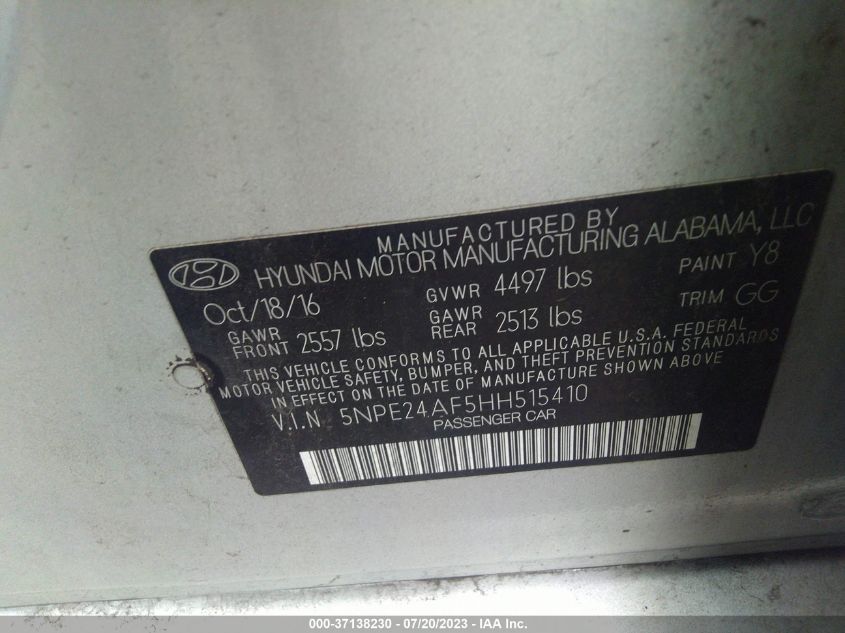 MANUFACTURED BY
HYUNDAI MOTOR MANUFACTURING ALABAMA, LLC
Oct/18/16 GVWR 4497 lbs PAINT Y8
GAWR FRONT 2557 lbs GAWR REAR 2513 lbs TRIM GG
THIS VEHICLE CONFORMS TO ALL APPLICABLE U.S.A. FEDERAL
MOTOR VEHICLE SAFETY, BUMPER, AND THEFT PREVENTION STANDARDS
IN EFFECT ON THE DATE OF MANUFACTURE SHOWN ABOVE
V.I.N 5NPE24AF5HH515410
PASSENGER CAR
000-37138230 - 07/20/2023 - IAA Inc.